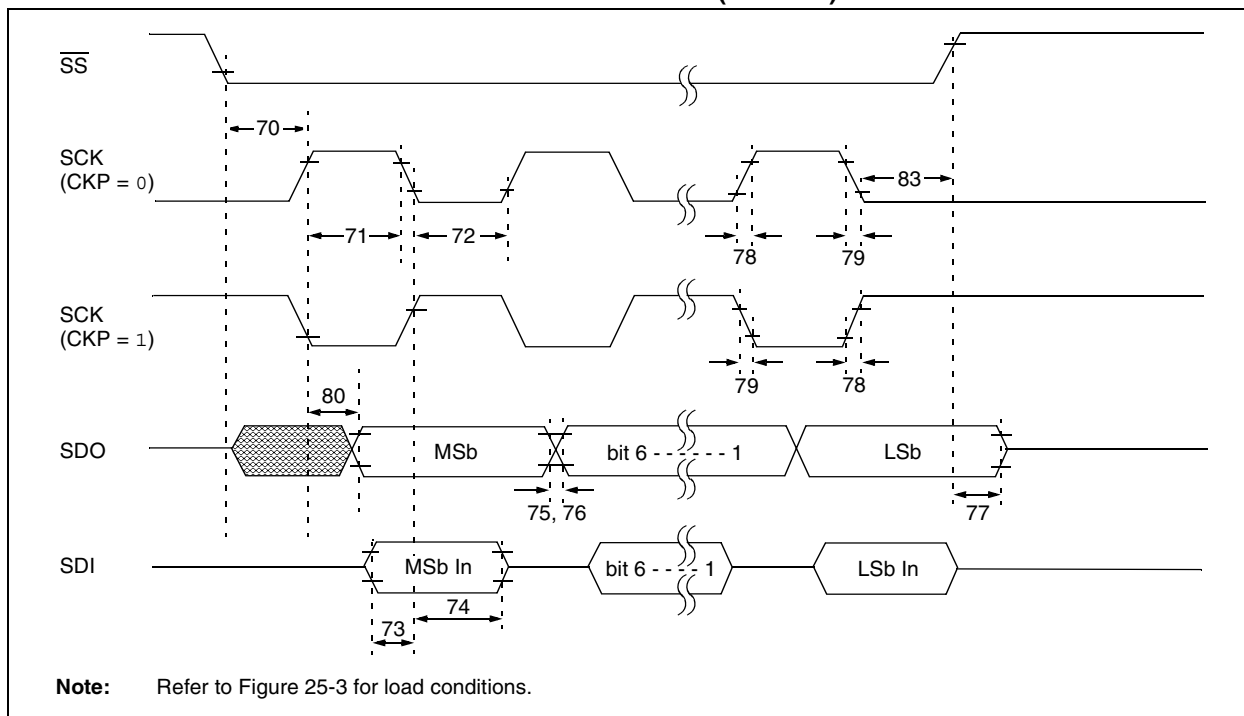 SS
70
SCK
(CKP = 0)
83
71
72
78
79
SCK
(CKP = 1)
79
78
80
SDO
MSb
bit 6 - - - - - - 1
LSb
75, 76
77
SDI
MSb In
bit 6 - - - - 1
LSb In
73
74
Note: Refer to Figure 25-3 for load conditions.